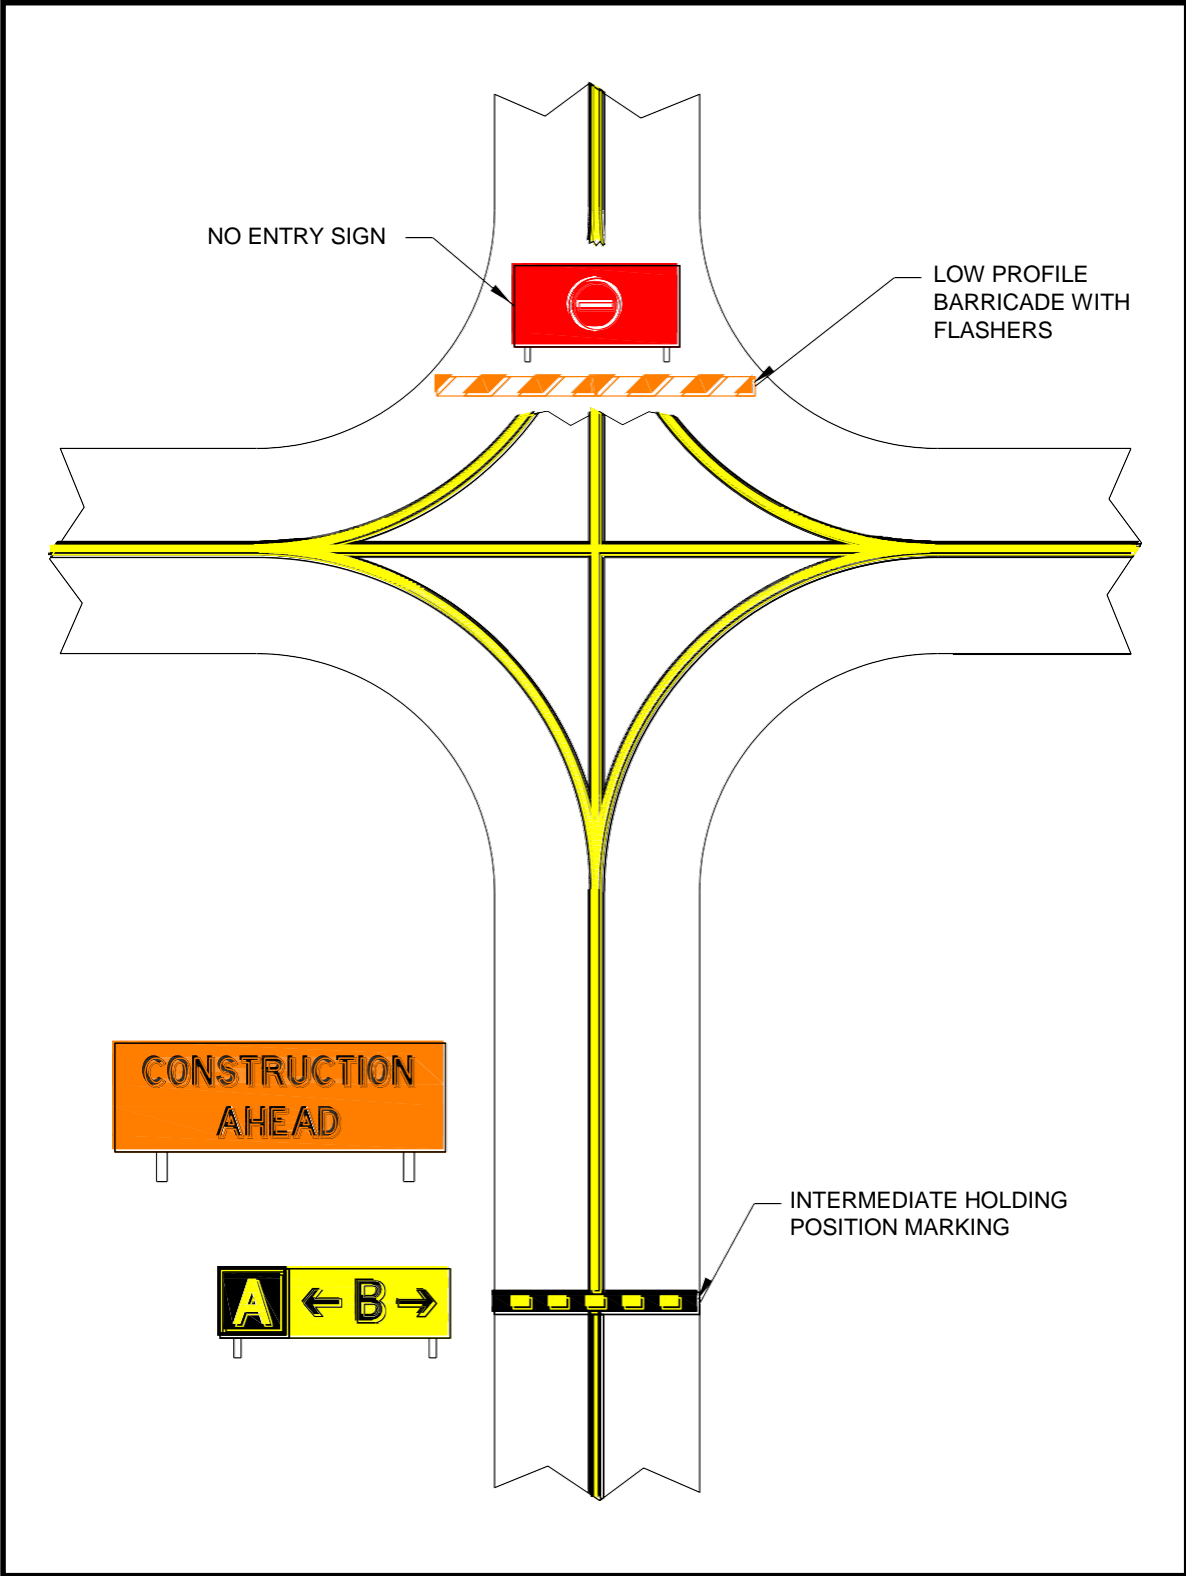 NO ENTRY SIGN
LOW PROFILE
BARRICADE WITH
FLASHERS
CONSTRUCTION
AHEAD
INTERMEDIATE HOLDING
POSITION MARKING
A ← B →